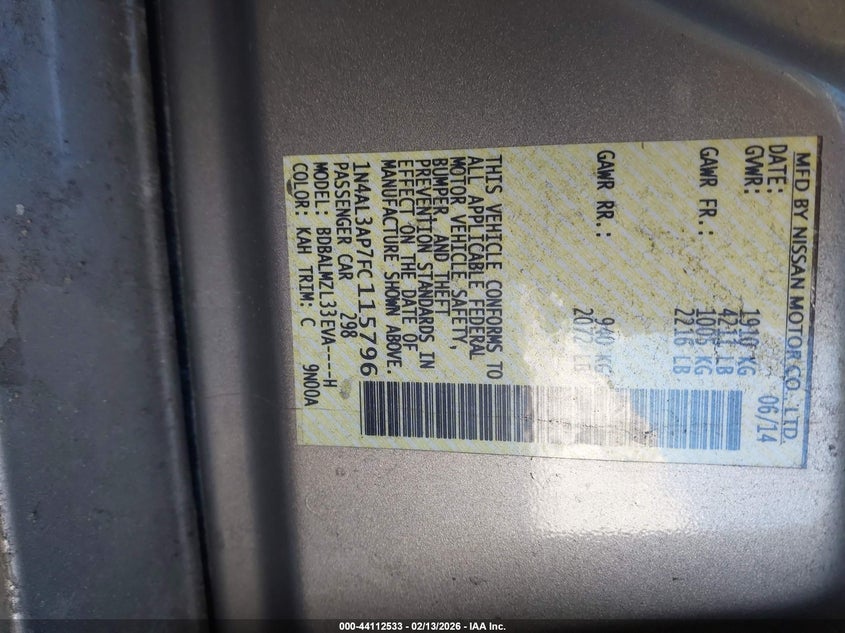 MFD BY NISSAN MOTOR CO., LTD.
DATE: 06/14
GVWR: 1910 KG
4211 LB
GAWR FR.: 1005 KG
2216 LB
GAWR RR.: 940 KG
2072 LB
THIS VEHICLE CONFORMS TO
ALL APPLICABLE FEDERAL
MOTOR VEHICLE SAFETY,
BUMPER, AND THEFT
PREVENTION STANDARDS IN
EFFECT ON THE DATE OF
MANUFACTURE SHOWN ABOVE.
1N4AL3AP7FC115796
PASSENGER CAR 298
MODEL: BDBALMZL33EVA----H
COLOR: KAH TRIM: C 9N00A
000-44112533 - 02/13/2026 - IAA Inc.